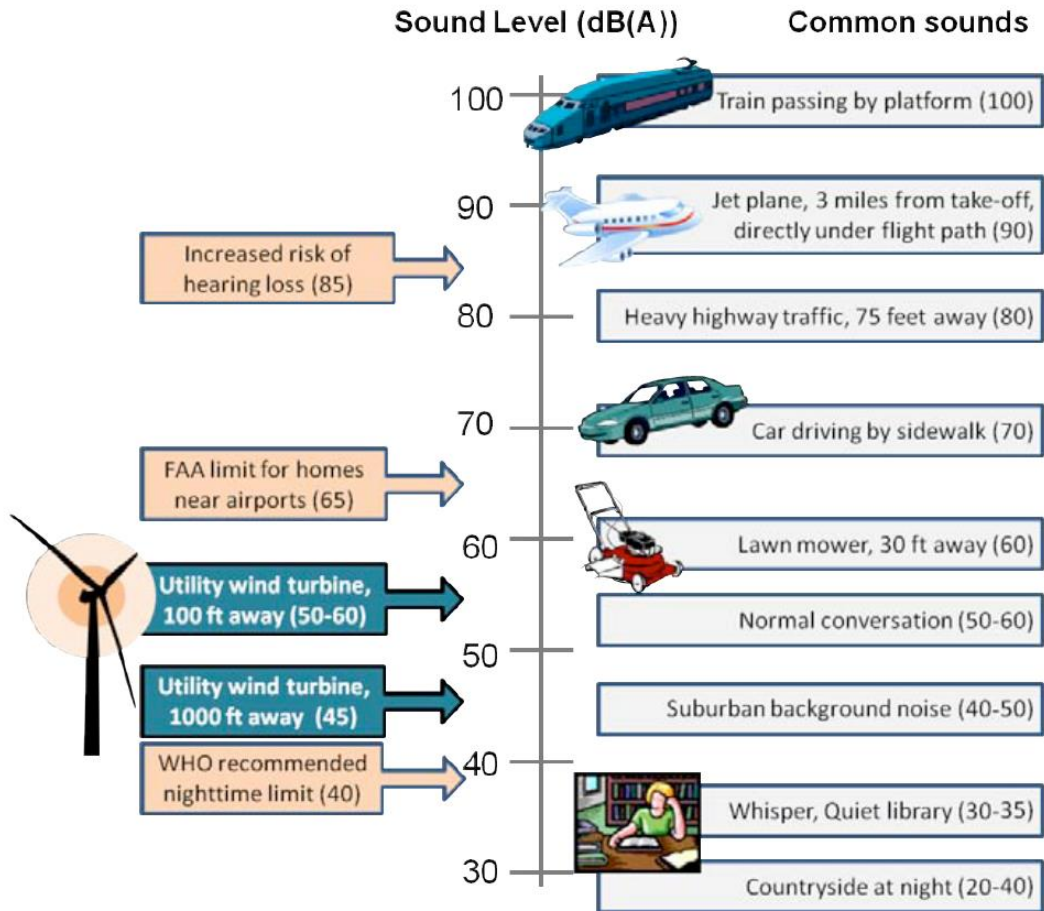 Sound Level (dB(A))
Common sounds
100
Train passing by platform (100)
90
Jet plane, 3 miles from take-off,
directly under flight path (90)
Increased risk of
hearing loss (85)
80
Heavy highway traffic, 75 feet away (80)
70
Car driving by sidewalk (70)
FAA limit for homes
near airports (65)
60
Lawn mower, 30 ft away (60)
Utility wind turbine,
100 ft away (50-60)
Normal conversation (50-60)
50
Utility wind turbine,
1000 ft away (45)
Suburban background noise (40-50)
40
WHO recommended
nighttime limit (40)
Whisper, Quiet library (30-35)
30
Countryside at night (20-40)